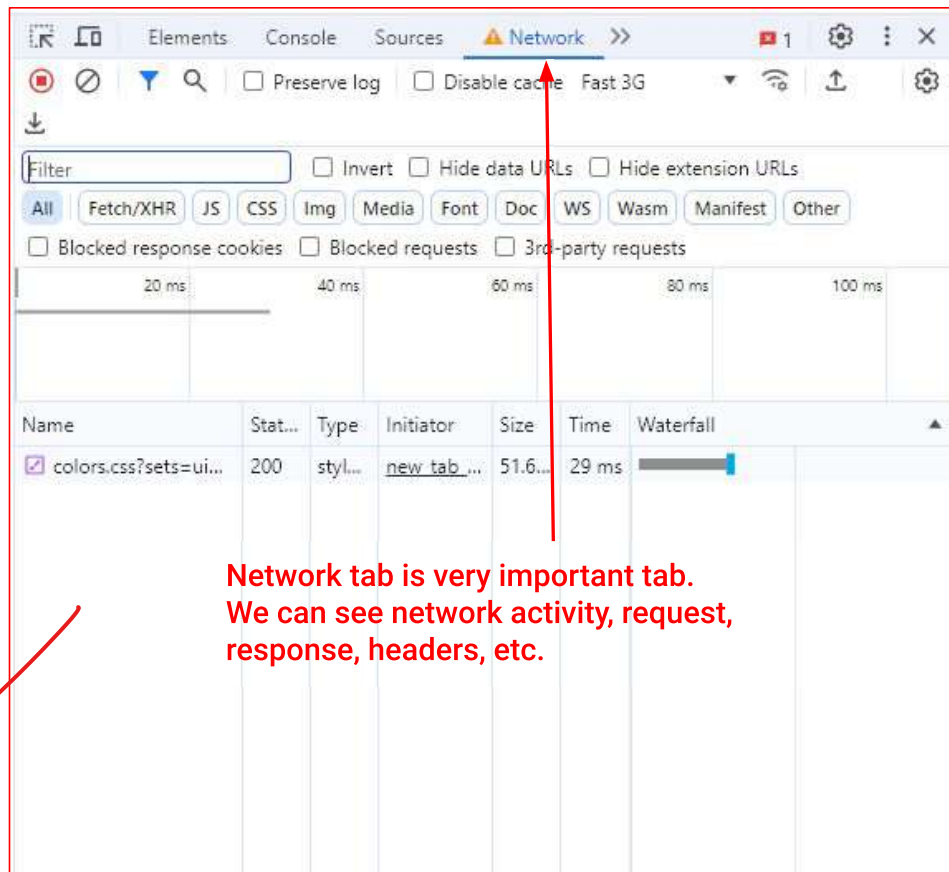 Elements Console Sources Network 1
Preserve log Disable cache Fast 3G
Filter Invert Hide data URLs Hide extension URLs
All Fetch/XHR JS CSS Img Media Font Doc WS Wasm Manifest Other
Blocked response cookies Blocked requests 3rd-party requests
20 ms 40 ms 60 ms 80 ms 100 ms
Name Stat... Type Initiator Size Time Waterfall
colors.css?sets=ui... 200 styl... new tab ... 51.6... 29 ms
Network tab is very important tab.
We can see network activity, request,
response, headers, etc.